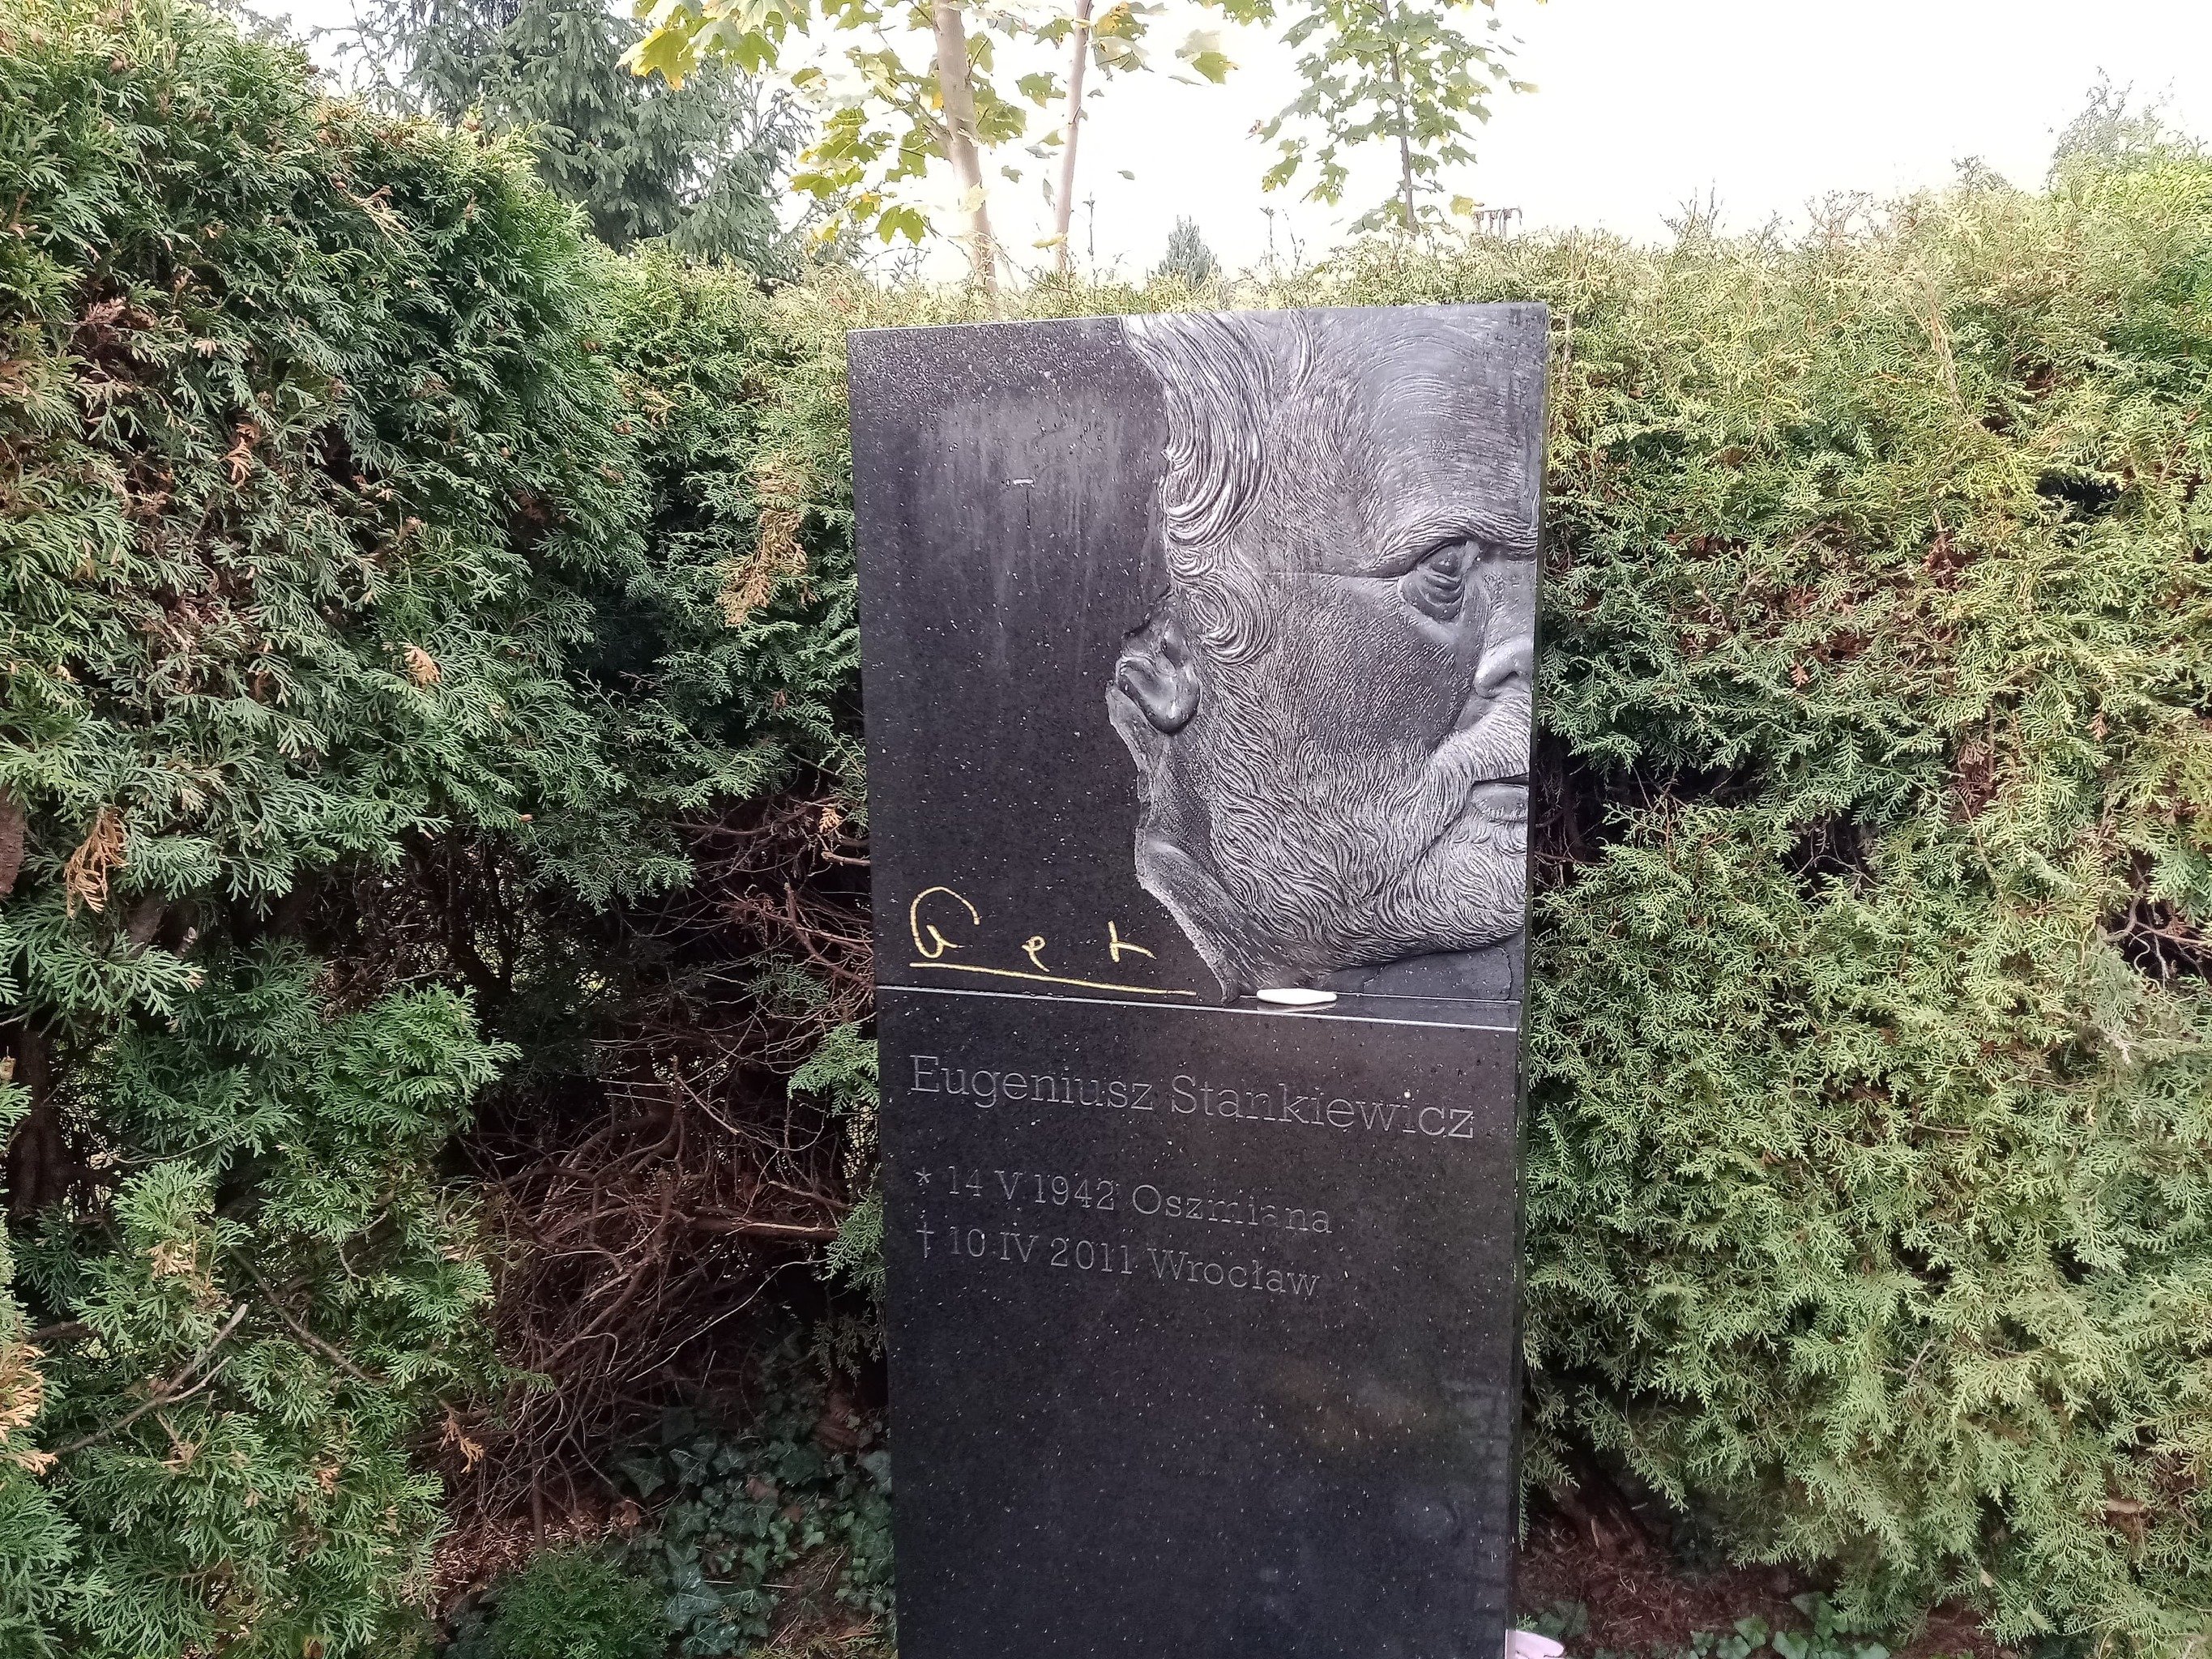 Get
Eugeniusz Stankiewicz
* 14 V 1942 Oszmiana
† 10 IV 2011 Wrocław